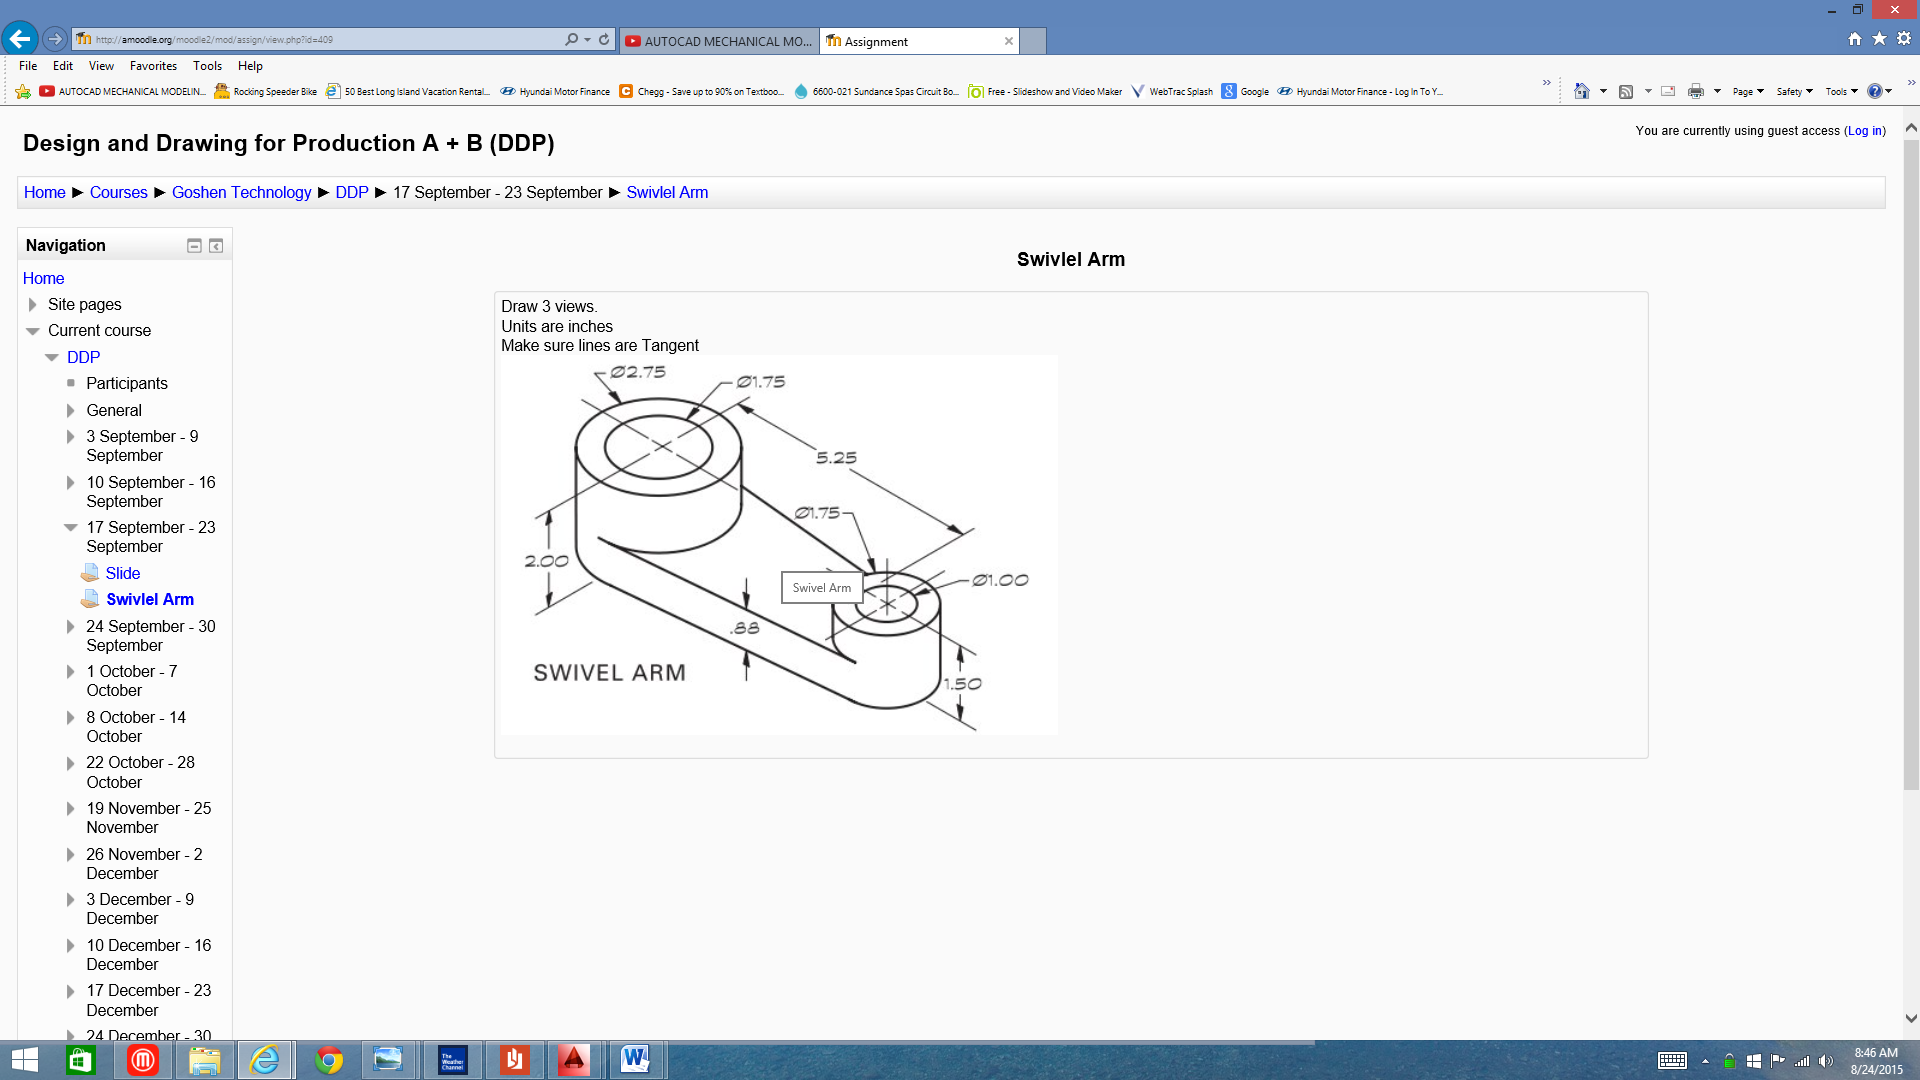 http://amoodle.org/moodle2/mod/assign/view.php?id=409
AUTOCAD MECHANICAL MO...
Assignment
File Edit View Favorites Tools Help
AUTOCAD MECHANICAL MODELIN...
Rocking Speeder Bike
50 Best Long Island Vacation Rental...
Hyundai Motor Finance
Chegg - Save up to 90% on Textboo...
6600-021 Sundance Spas Circuit Bo...
Free - Slideshow and Video Maker
WebTrac Splash
Google
Hyundai Motor Finance - Log In To Y...
Page
Safety
Tools
Design and Drawing for Production A + B (DDP)
You are currently using guest access (Log in)
Home ► Courses ► Goshen Technology ► DDP ► 17 September - 23 September ► Swivlel Arm
Navigation
Home
Site pages
Current course
DDP
Participants
General
3 September - 9
September
10 September - 16
September
17 September - 23
September
Slide
Swivlel Arm
24 September - 30
September
1 October - 7
October
8 October - 14
October
22 October - 28
October
19 November - 25
November
26 November - 2
December
3 December - 9
December
10 December - 16
December
17 December - 23
December
24 December - 30
Swivlel Arm
Draw 3 views.
Units are inches
Make sure lines are Tangent
Ø2.75
Ø1.75
5.25
Ø1.75
2.00
Swivel Arm
Ø1.00
.88
SWIVEL ARM
1.50
The
Weather
Channel
8:46 AM
8/24/2015